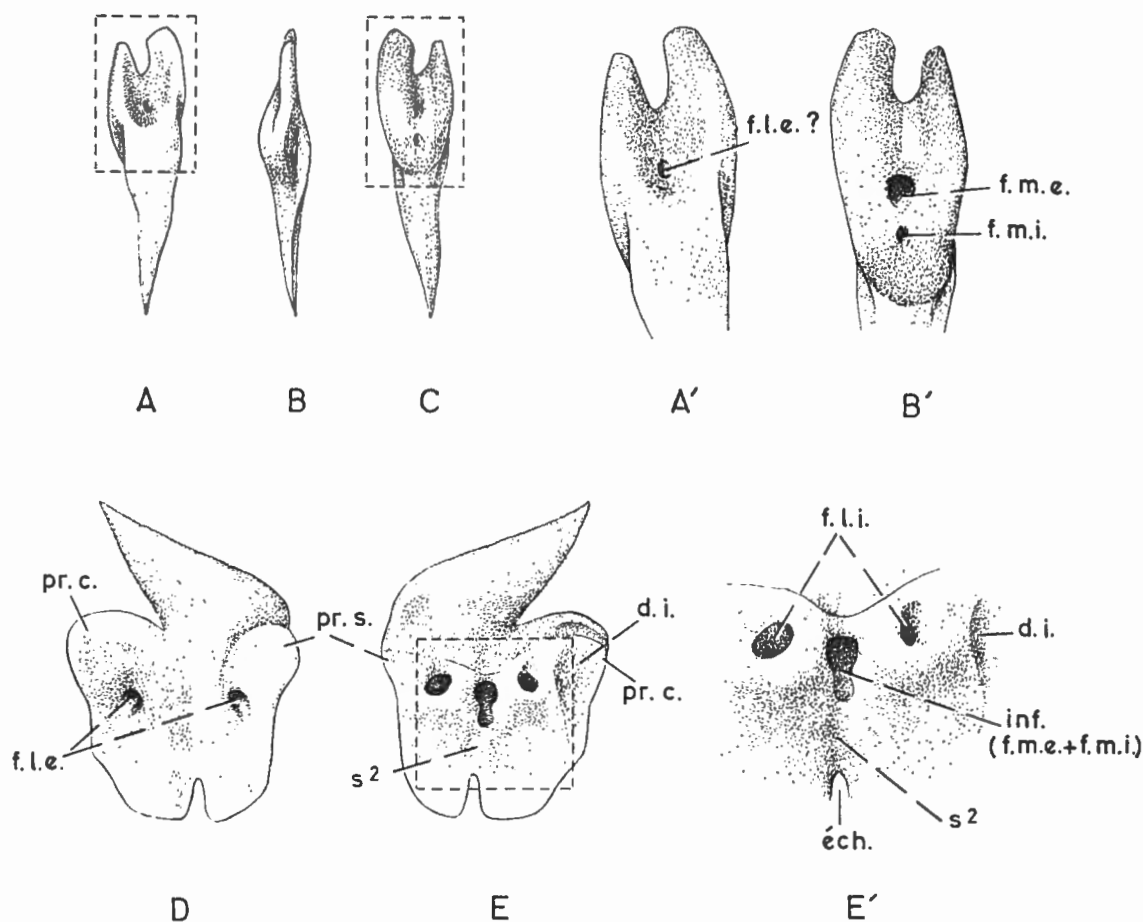 f.l.e. ?
f.m.e.
f.m.i.
A
B
C
A′
B′
pr. c.
pr. s.
f.l.e.
d. i.
pr. c.
s²
f. l. i.
d. i.
inf.
(f.m.e.+f.m.i.)
s²
éch.
D
E
E′